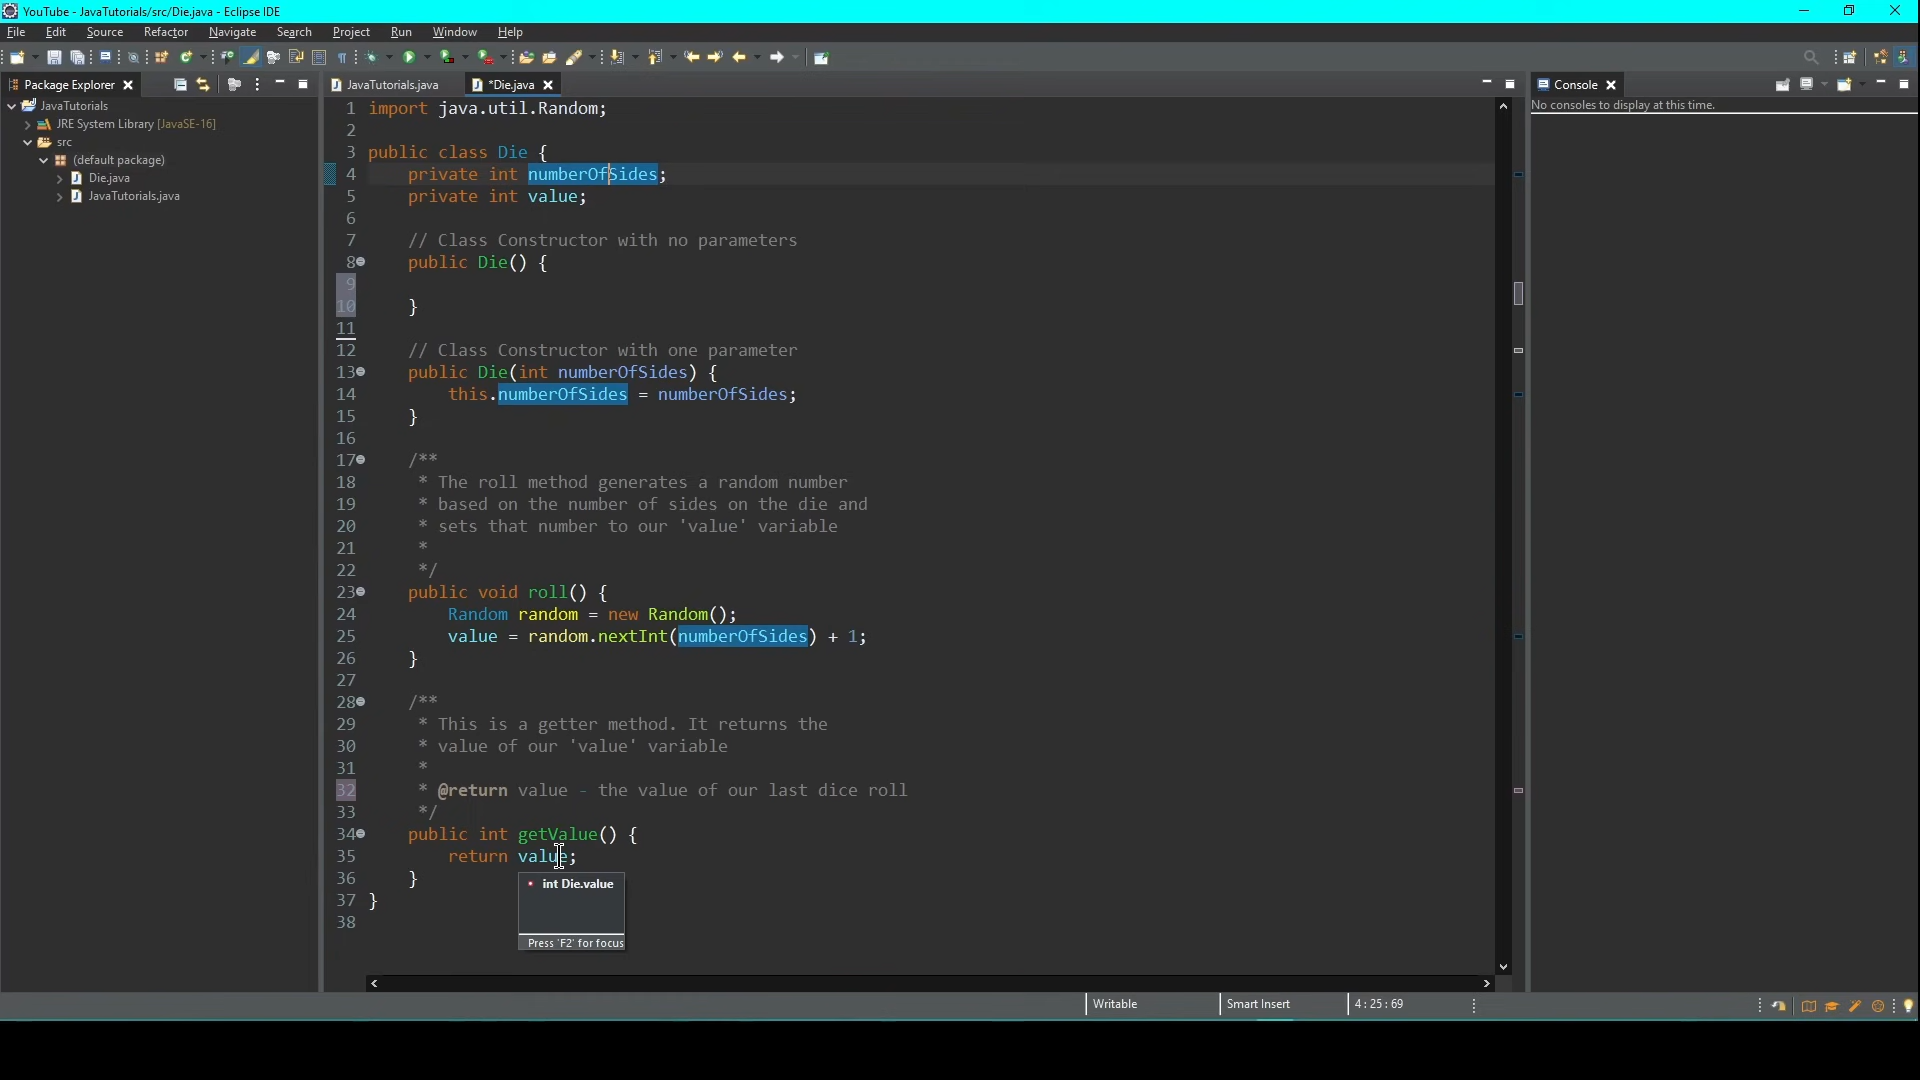 YouTube - JavaTutorials/src/Die.java - Eclipse IDE
File Edit Source Refactor Navigate Search Project Run Window Help
Package Explorer
JavaTutorials
JRE System Library [JavaSE-16]
src
(default package)
Die.java
JavaTutorials.java
JavaTutorials.java *Die.java
1 import java.util.Random;
2
3 public class Die {
4 private int numberOfSides;
5 private int value;
6
7 // Class Constructor with no parameters
8 public Die() {
9
10 }
11
12 // Class Constructor with one parameter
13 public Die(int numberOfSides) {
14 this.numberOfSides = numberOfSides;
15 }
16
17 /**
18 * The roll method generates a random number
19 * based on the number of sides on the die and
20 * sets that number to our 'value' variable
21 *
22 */
23 public void roll() {
24 Random random = new Random();
25 value = random.nextInt(numberOfSides) + 1;
26 }
27
28 /**
29 * This is a getter method. It returns the
30 * value of our 'value' variable
31 *
32 * @return value - the value of our last dice roll
33 */
34 public int getValue() {
35 return value;
36 }
37 }
38
int Die.value
Press 'F2' for focus
Console
No consoles to display at this time.
Writable Smart Insert 4:25:69